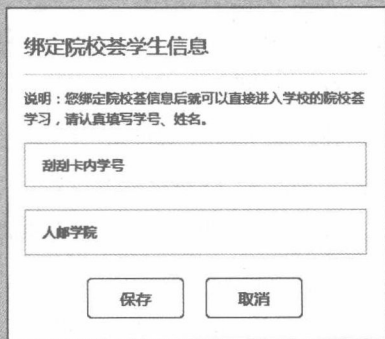 绑定院校荟学生信息
说明：您绑定院校荟信息后就可以直接进入学校的院校荟
学习，请认真填写学号、姓名。
刮刮卡内学号
人邮学院
保存
取消